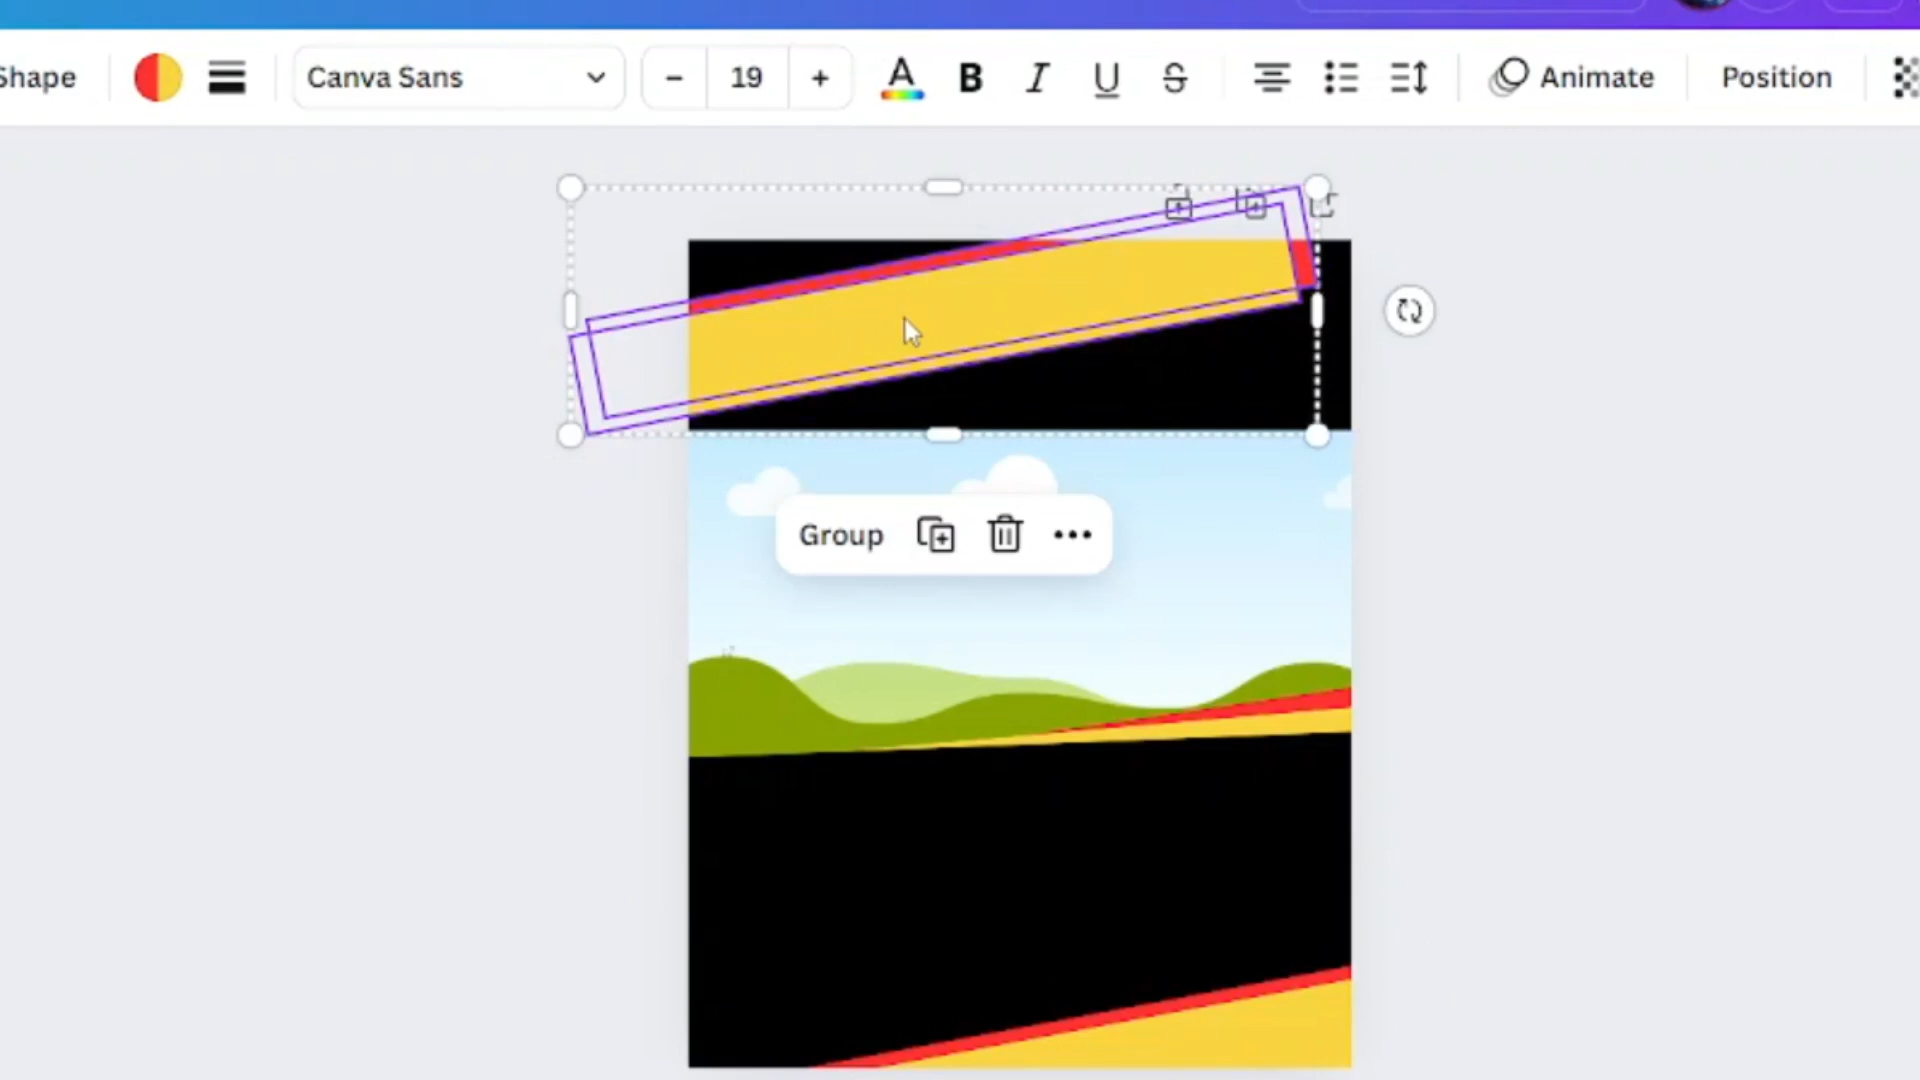 Shape
Canva Sans
- 19 +
A B I U S
Animate
Position
Group